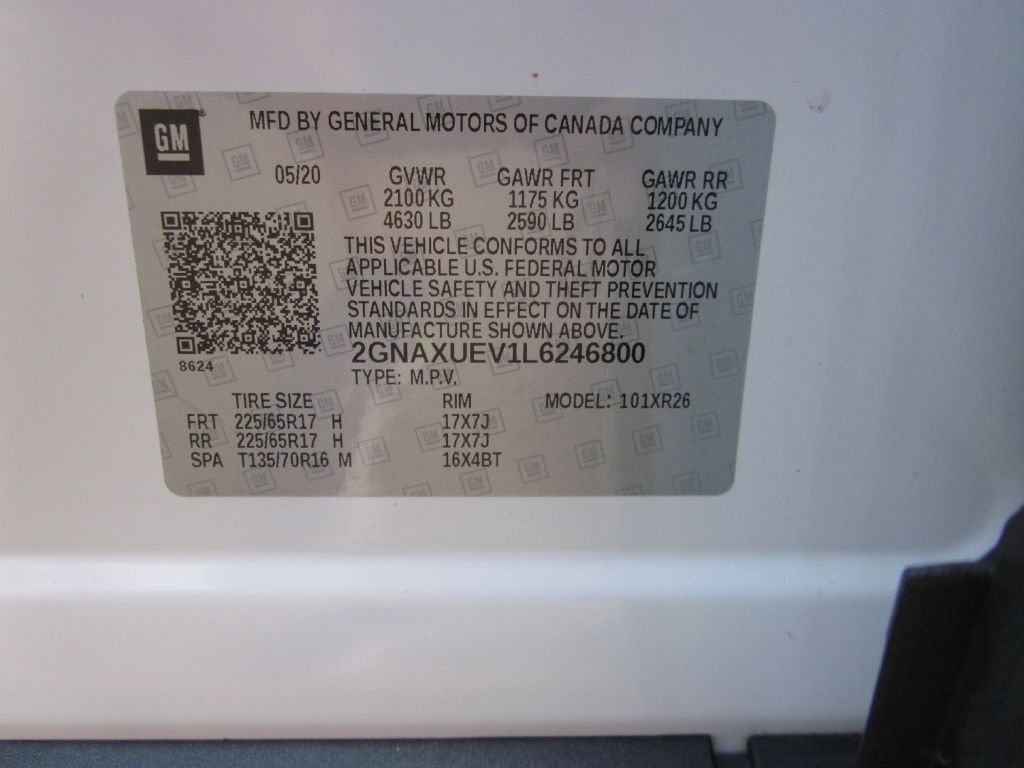 GM
MFD BY GENERAL MOTORS OF CANADA COMPANY
05/20 GVWR GAWR FRT GAWR RR
2100 KG 1175 KG 1200 KG
4630 LB 2590 LB 2645 LB
THIS VEHICLE CONFORMS TO ALL
APPLICABLE U.S. FEDERAL MOTOR
VEHICLE SAFETY AND THEFT PREVENTION
STANDARDS IN EFFECT ON THE DATE OF
MANUFACTURE SHOWN ABOVE.
2GNAXUEV1L6246800
8624
TYPE: M.P.V.
TIRE SIZE RIM MODEL: 101XR26
FRT 225/65R17 H 17X7J
RR 225/65R17 H 17X7J
SPA T135/70R16 M 16X4BT